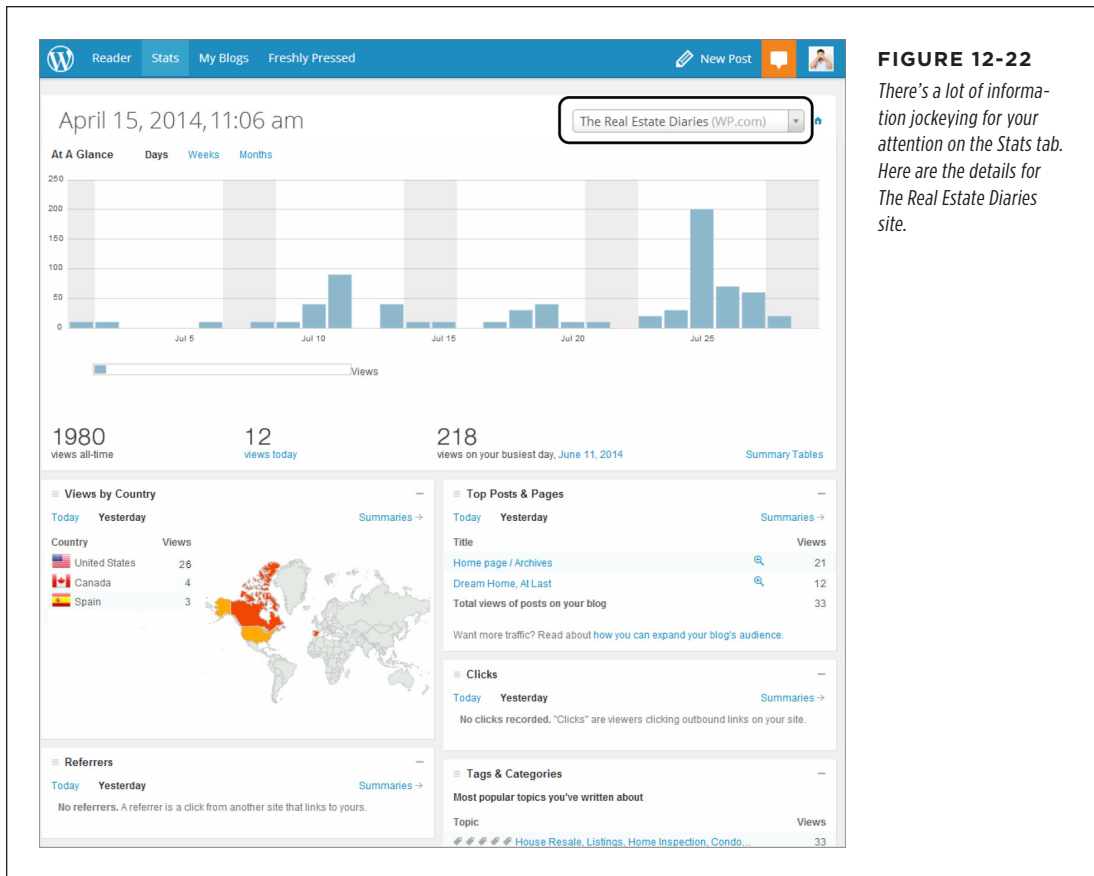 Reader Stats My Blogs Freshly Pressed New Post
April 15, 2014, 11:06 am
The Real Estate Diaries (WP.com)
At A Glance Days Weeks Months
250
200
150
100
50
0
Jul 5 Jul 10 Jul 15 Jul 20 Jul 25
Views
1980 12 218
views all-time views today views on your busiest day, June 11, 2014 Summary Tables
Views by Country
Today Yesterday Summaries →
Country Views
United States 26
Canada 4
Spain 3
Referrers
Today Yesterday Summaries →
No referrers. A referrer is a click from another site that links to yours.
Top Posts & Pages
Today Yesterday Summaries →
Title Views
Home page / Archives 21
Dream Home, At Last 12
Total views of posts on your blog 33
Want more traffic? Read about how you can expand your blog's audience.
Clicks
Today Yesterday Summaries →
No clicks recorded. "Clicks" are viewers clicking outbound links on your site.
Tags & Categories
Most popular topics you've written about
Topic Views
House Resale, Listings, Home Inspection, Condo... 33
FIGURE 12-22
There's a lot of informa-
tion jockeying for your
attention on the Stats tab.
Here are the details for
The Real Estate Diaries
site.